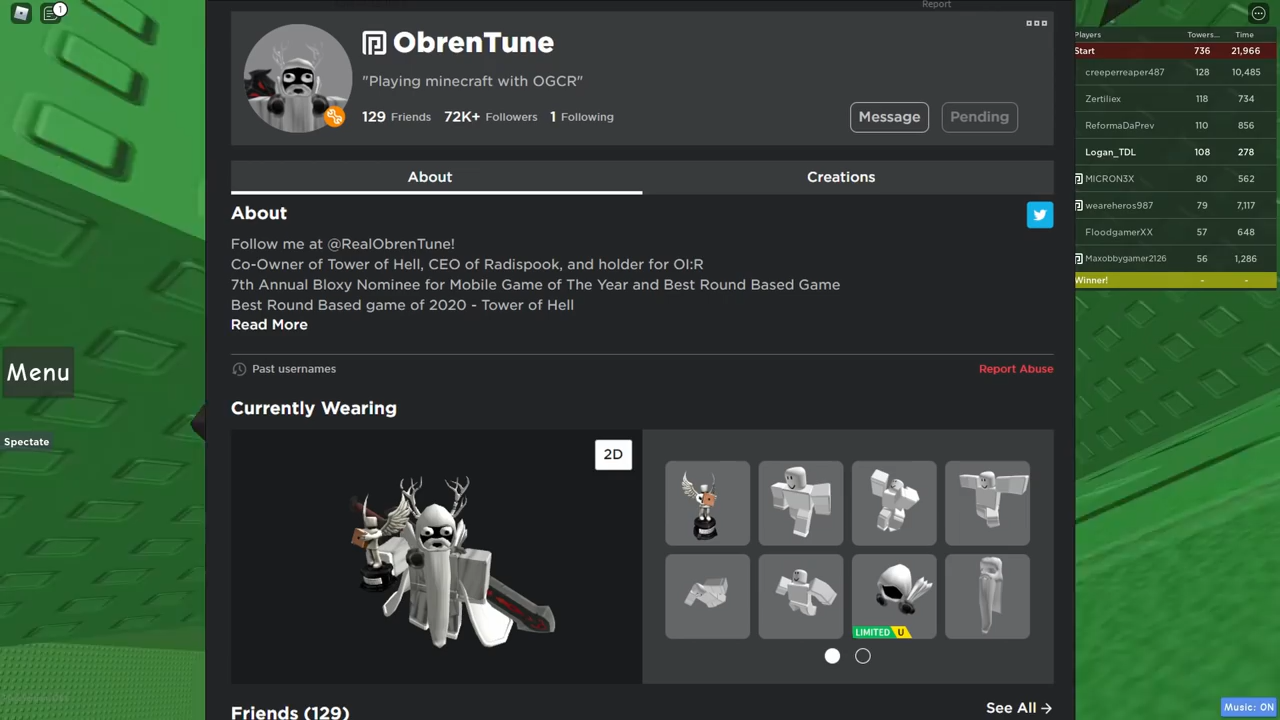 1
Report
ObrenTune
"Playing minecraft with OGCR"
129 Friends 72K+ Followers 1 Following
Message
Pending
About
Creations
About
Follow me at @RealObrenTune!
Co-Owner of Tower of Hell, CEO of Radispook, and holder for OI:R
7th Annual Bloxy Nominee for Mobile Game of The Year and Best Round Based Game
Best Round Based game of 2020 - Tower of Hell
Read More
Past usernames
Report Abuse
Currently Wearing
2D
LIMITED U
Friends (129)
See All
Menu
Spectate
Players Towers... Time
Start 736 21,966
creeperreaper487 128 10,485
Zertiliex 118 734
ReformaDaPrev 110 856
Logan_TDL 108 278
MICRON3X 80 562
weareheros987 79 7,117
FloodgamerXX 57 648
Maxobbygamer2126 56 1,286
Winner! - -
Music: ON